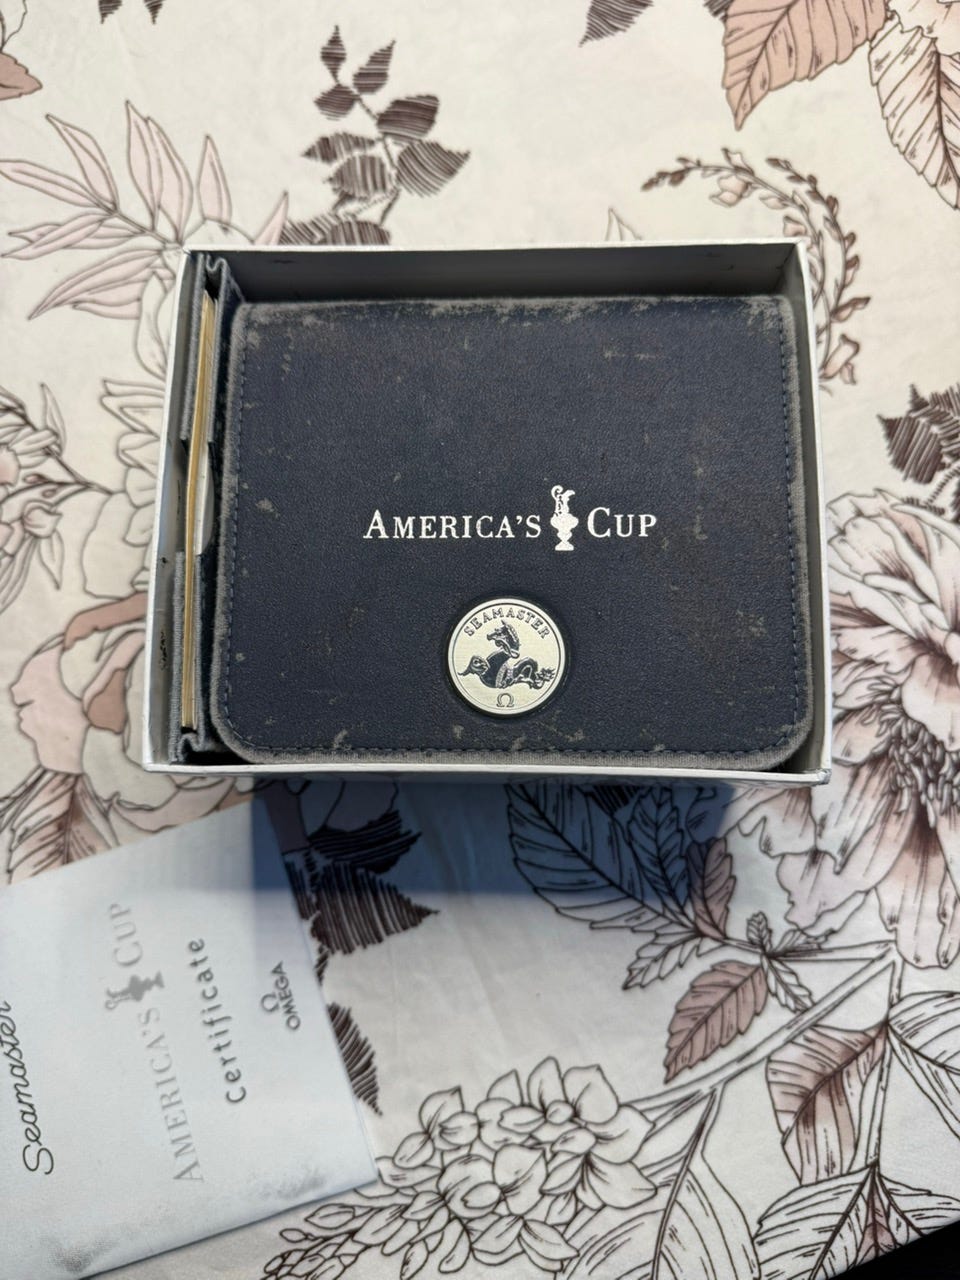 AMERICA'S CUP
SEAMASTER
Ω
Seamaster
AMERICA'S CUP
Certificate
Ω
OMEGA